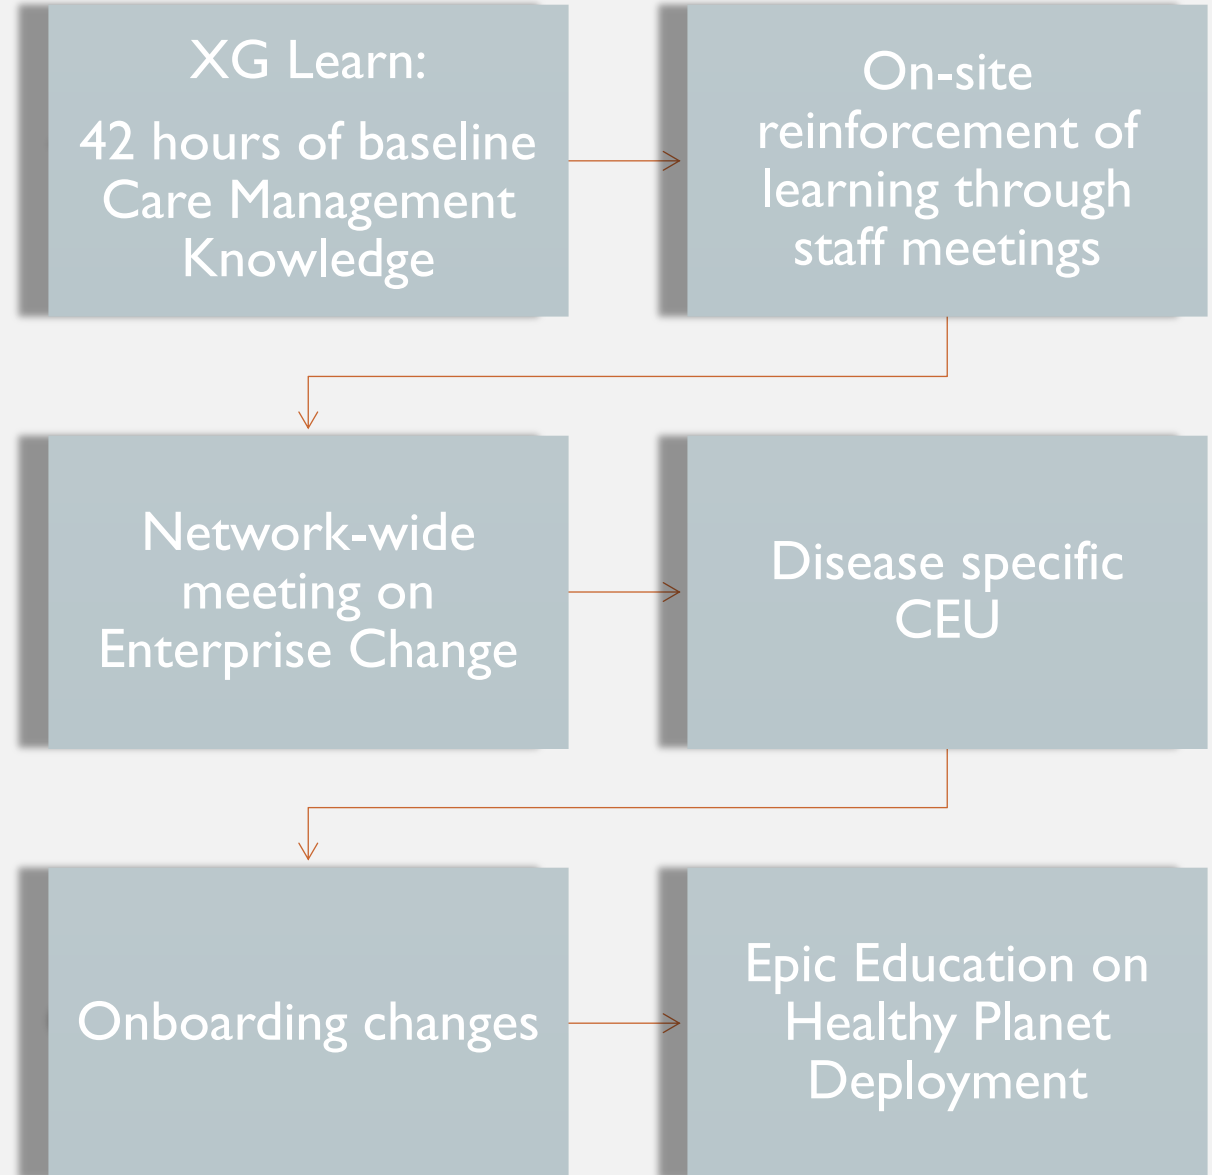 XG Learn:
42 hours of baseline
Care Management
Knowledge
On-site
reinforcement of
learning through
staff meetings
Network-wide
meeting on
Enterprise Change
Disease specific
CEU
Onboarding changes
Epic Education on
Healthy Planet
Deployment